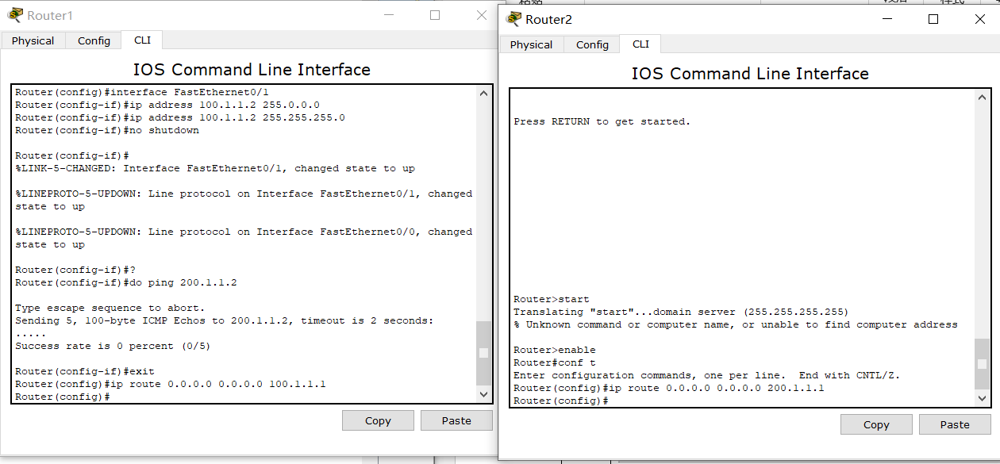 Router1
Physical
Config
CLI
IOS Command Line Interface
Router(config)#interface FastEthernet0/1
Router(config-if)#ip address 100.1.1.2 255.0.0.0
Router(config-if)#ip address 100.1.1.2 255.255.255.0
Router(config-if)#no shutdown
Router(config-if)#
%LINK-5-CHANGED: Interface FastEthernet0/1, changed state to up
%LINEPROTO-5-UPDOWN: Line protocol on Interface FastEthernet0/1, changed
state to up
%LINEPROTO-5-UPDOWN: Line protocol on Interface FastEthernet0/0, changed
state to up
Router(config-if)#?
Router(config-if)#do ping 200.1.1.2
Type escape sequence to abort.
Sending 5, 100-byte ICMP Echos to 200.1.1.2, timeout is 2 seconds:
.....
Success rate is 0 percent (0/5)
Router(config-if)#exit
Router(config)#ip route 0.0.0.0 0.0.0.0 100.1.1.1
Router(config)#
Copy
Paste
Router2
Physical
Config
CLI
IOS Command Line Interface
Press RETURN to get started.
Router>start
Translating "start"...domain server (255.255.255.255)
% Unknown command or computer name, or unable to find computer address
Router>enable
Router#conf t
Enter configuration commands, one per line.  End with CNTL/Z.
Router(config)#ip route 0.0.0.0 0.0.0.0 200.1.1.1
Router(config)#
Copy
Paste